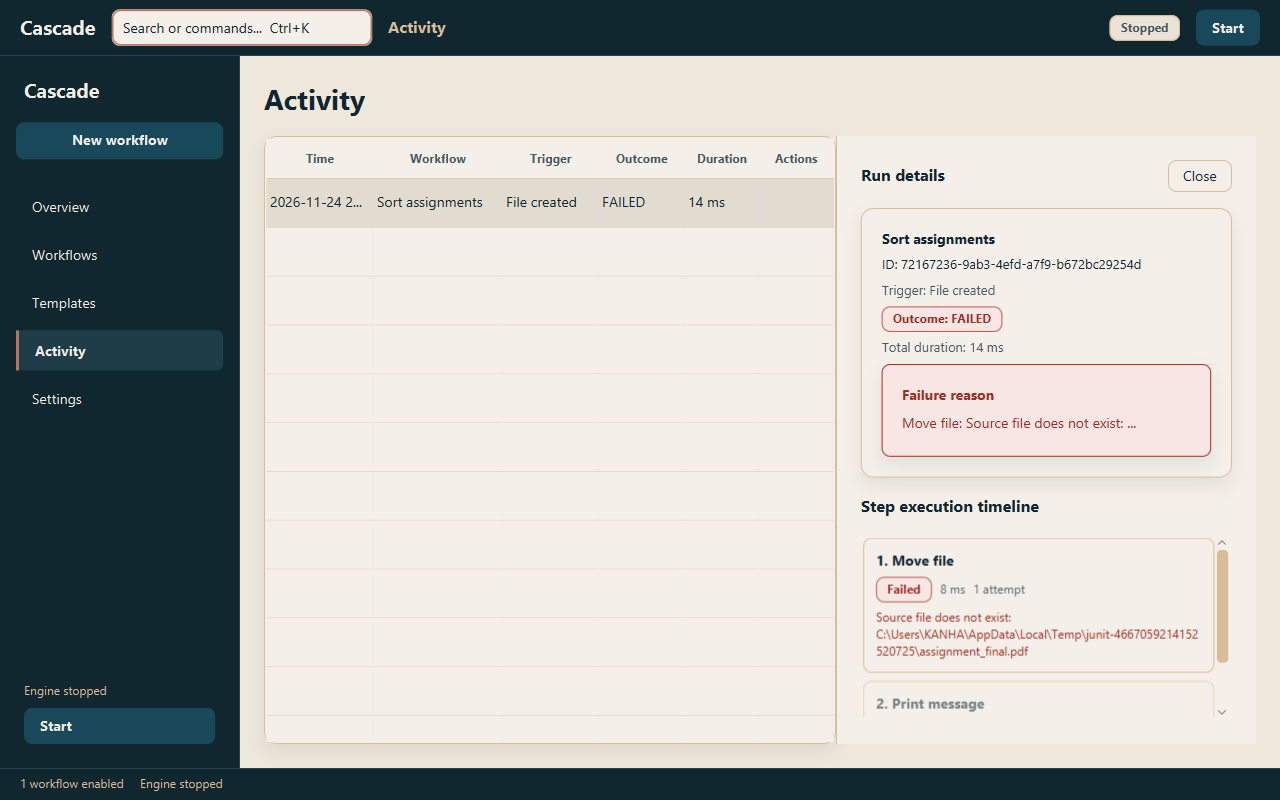 Cascade
Search or commands... Ctrl+K
Activity
Stopped
Start
Cascade
New workflow
Overview
Workflows
Templates
Activity
Settings
Engine stopped
Start
1 workflow enabled
Engine stopped
Activity
Time Workflow Trigger Outcome Duration Actions
2026-11-24 2... Sort assignments File created FAILED 14 ms
Run details
Close
Sort assignments
ID: 72167236-9ab3-4efd-a7f9-b672bc29254d
Trigger: File created
Outcome: FAILED
Total duration: 14 ms
Failure reason
Move file: Source file does not exist: ...
Step execution timeline
1. Move file
Failed 8 ms 1 attempt
Source file does not exist:
C:\Users\KANHA\AppData\Local\Temp\junit-4667059214152
520725\assignment_final.pdf
2. Print message